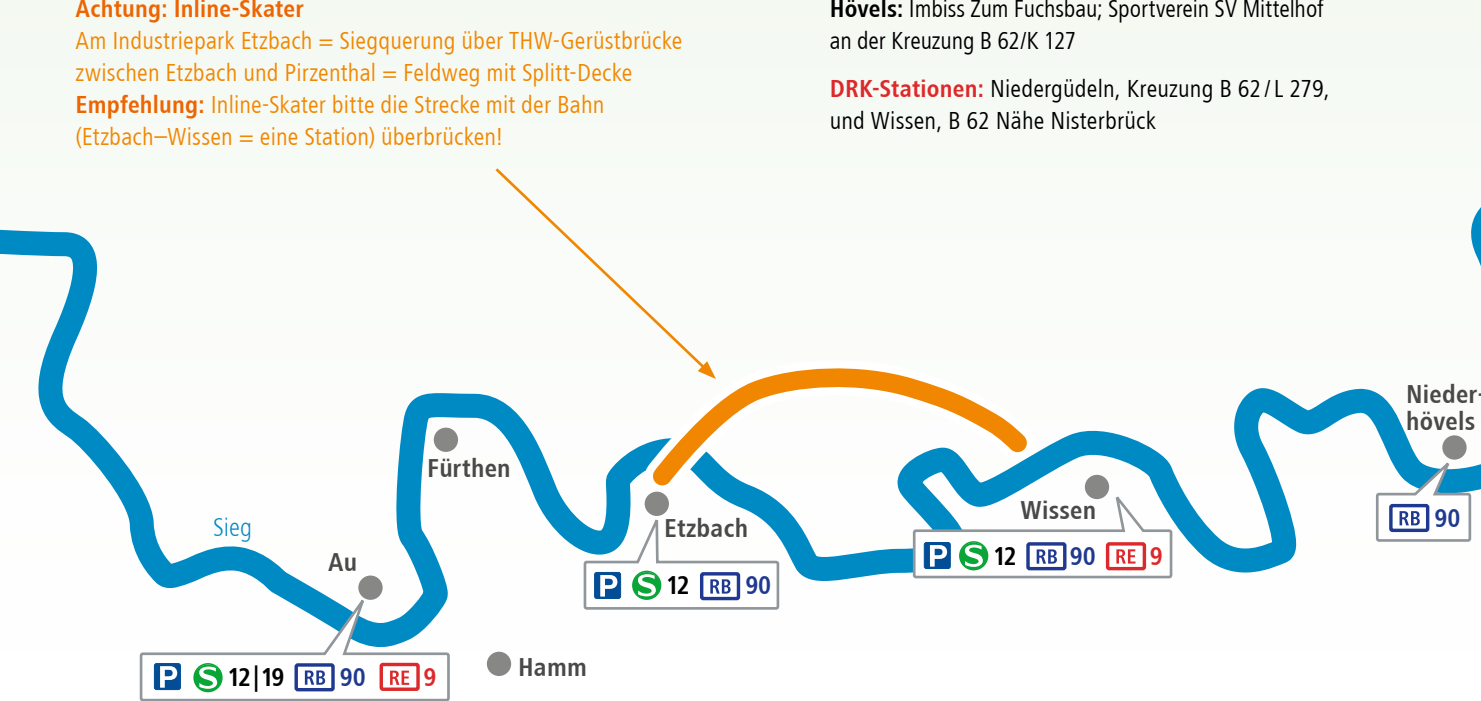 Achtung: Inline-Skater
Am Industriepark Etzbach = Siegquerung über THW-Gerüstbrücke
zwischen Etzbach und Pirzenthal = Feldweg mit Splitt-Decke
Empfehlung: Inline-Skater bitte die Strecke mit der Bahn
(Etzbach–Wissen = eine Station) überbrücken!
Hövels: Imbiss Zum Fuchsbau; Sportverein SV Mittelhof
an der Kreuzung B 62/K 127
DRK-Stationen: Niedergüdeln, Kreuzung B 62/L 279,
und Wissen, B 62 Nähe Nisterbrück
Nieder-
hövels
RB 90
Fürthen
Wissen
P S 12 RB 90 RE 9
Etzbach
P S 12 RB 90
Sieg
Au
P S 12|19 RB 90 RE 9
Hamm